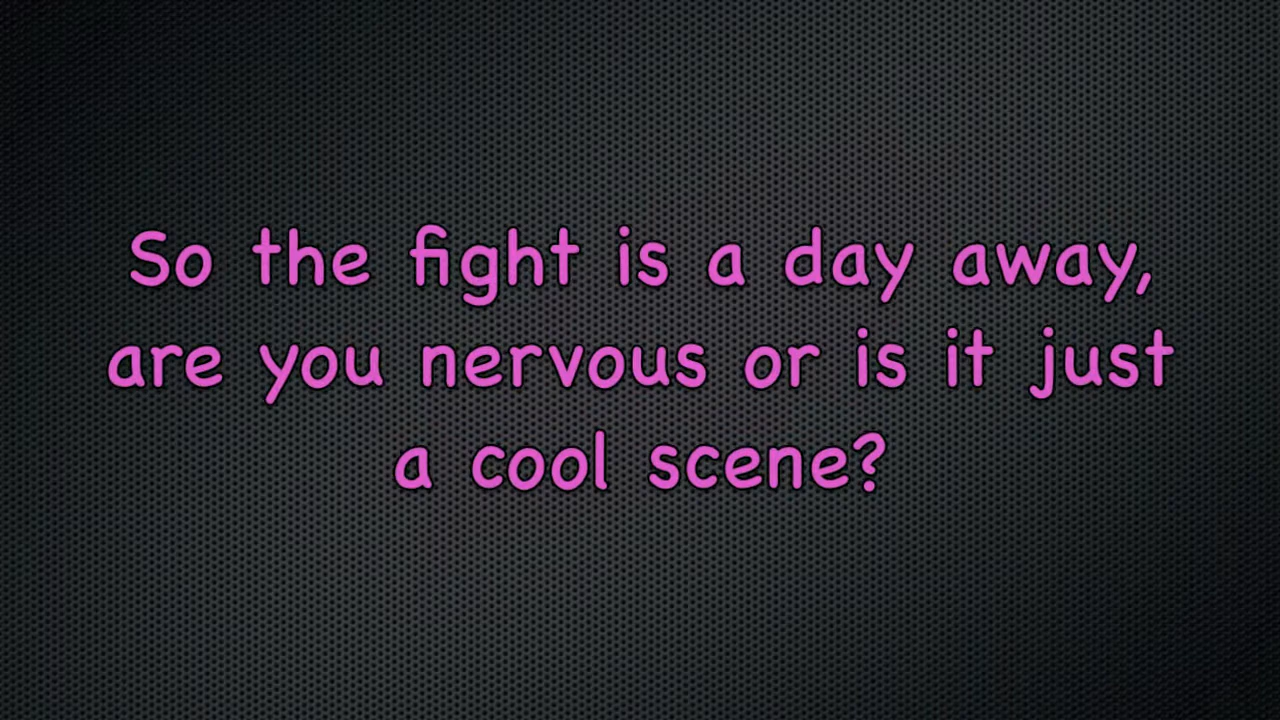 So the fight is a day away,
are you nervous or is it just
a cool scene?